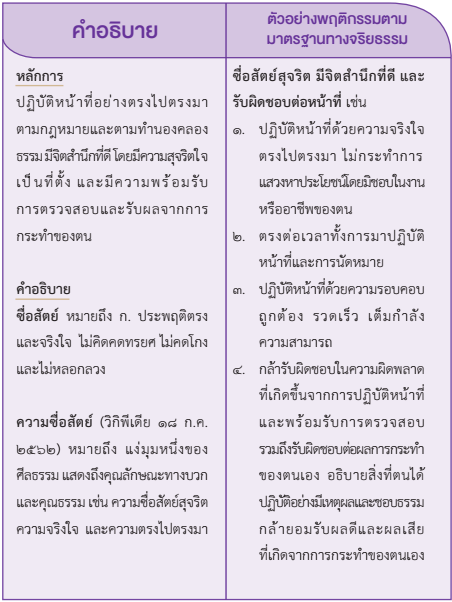 คำอธิบาย
ตัวอย่างพฤติกรรมตาม
มาตรฐานทางจริยธรรม
หลักการ
ปฏิบัติหน้าที่อย่างตรงไปตรงมา
ตามกฎหมายและตามทำนองคลอง
ธรรม มีจิตสำนึกที่ดี โดยมีความสุจริตใจ
เป็นที่ตั้ง และมีความพร้อมรับ
การตรวจสอบและรับผลจากการ
กระทำของตน
คำอธิบาย
ซื่อสัตย์ หมายถึง ก. ประพฤติตรง
และจริงใจ ไม่คิดคดทรยศ ไม่คดโกง
และไม่หลอกลวง
ความซื่อสัตย์ (วิกิพีเดีย ๑๘ ก.ค.
๒๕๖๒) หมายถึง แง่มุมหนึ่งของ
ศีลธรรม แสดงถึงคุณลักษณะทางบวก
และคุณธรรม เช่น ความซื่อสัตย์สุจริต
ความจริงใจ และความตรงไปตรงมา
ซื่อสัตย์สุจริต มีจิตสำนึกที่ดี และ
รับผิดชอบต่อหน้าที่ เช่น
๑. ปฏิบัติหน้าที่ด้วยความจริงใจ
ตรงไปตรงมา ไม่กระทำการ
แสวงหาประโยชน์โดยมิชอบในงาน
หรืออาชีพของตน
๒. ตรงต่อเวลาทั้งการมาปฏิบัติ
หน้าที่และการนัดหมาย
๓. ปฏิบัติหน้าที่ด้วยความรอบคอบ
ถูกต้อง รวดเร็ว เต็มกำลัง
ความสามารถ
๔. กล้ารับผิดชอบในความผิดพลาด
ที่เกิดขึ้นจากการปฏิบัติหน้าที่
และพร้อมรับการตรวจสอบ
รวมถึงรับผิดชอบต่อผลการกระทำ
ของตนเอง อธิบายสิ่งที่ตนได้
ปฏิบัติอย่างมีเหตุผลและชอบธรรม
กล้ายอมรับผลดีและผลเสีย
ที่เกิดจากการกระทำของตนเอง